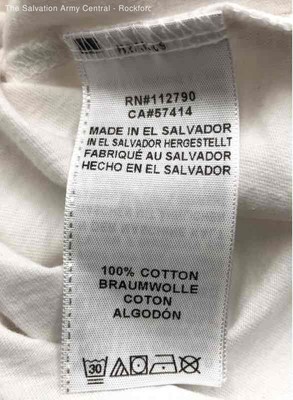 The Salvation Army Central - Rockford
RN#112790
CA#57414
MADE IN EL SALVADOR
IN EL SALVADOR HERGESTELLT
FABRIQUÉ AU SALVADOR
HECHO EN EL SALVADOR
100% COTTON
BRAUMWOLLE
COTON
ALGODÓN
30